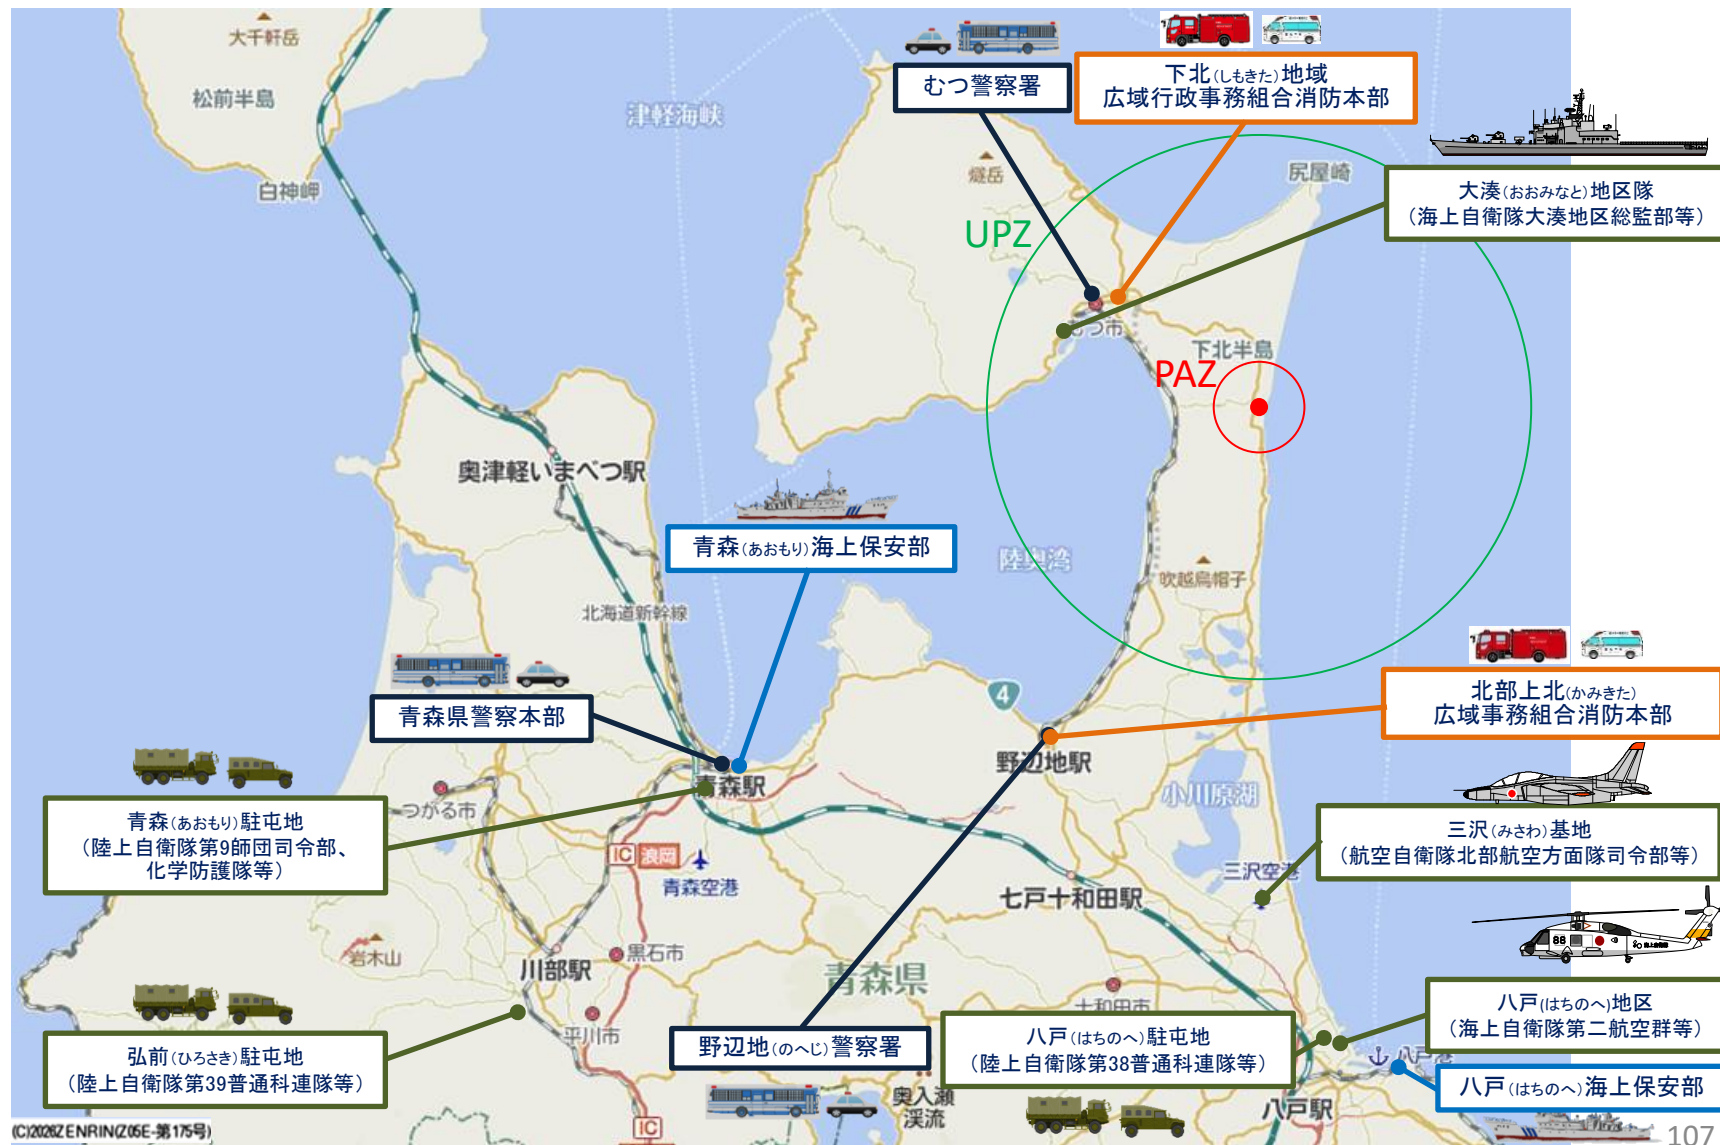 大千軒岳
松前半島
白神岬
津軽海峡
むつ警察署
下北(しもきた)地域
広域行政事務組合消防本部
燧岳
尻屋崎
大湊(おおみなと)地区隊
(海上自衛隊大湊地区総監部等)
UPZ
むつ市
下北半島
PAZ
奥津軽いまべつ駅
青森(あおもり)海上保安部
陸奥湾
吹越烏帽子
北海道新幹線
青森県警察本部
4
北部上北(かみきた)
広域事務組合消防本部
野辺地駅
青森駅
小川原湖
つがる市
青森(あおもり)駐屯地
(陸上自衛隊第9師団司令部、
化学防護隊等)
IC 浪岡
青森空港
三沢(みさわ)基地
(航空自衛隊北部航空方面隊司令部等)
三沢空港
七戸十和田駅
88
岩木山
川部駅
黒石市
青森県
十和田市
八戸(はちのへ)地区
(海上自衛隊第二航空群等)
弘前(ひろさき)駐屯地
(陸上自衛隊第39普通科連隊等)
平川市
野辺地(のへじ)警察署
八戸(はちのへ)駐屯地
(陸上自衛隊第38普通科連隊等)
八戸港
八戸(はちのへ)海上保安部
奥入瀬
渓流
八戸駅
IC
(C)2026ZENRIN(Z05E-第175号)
107